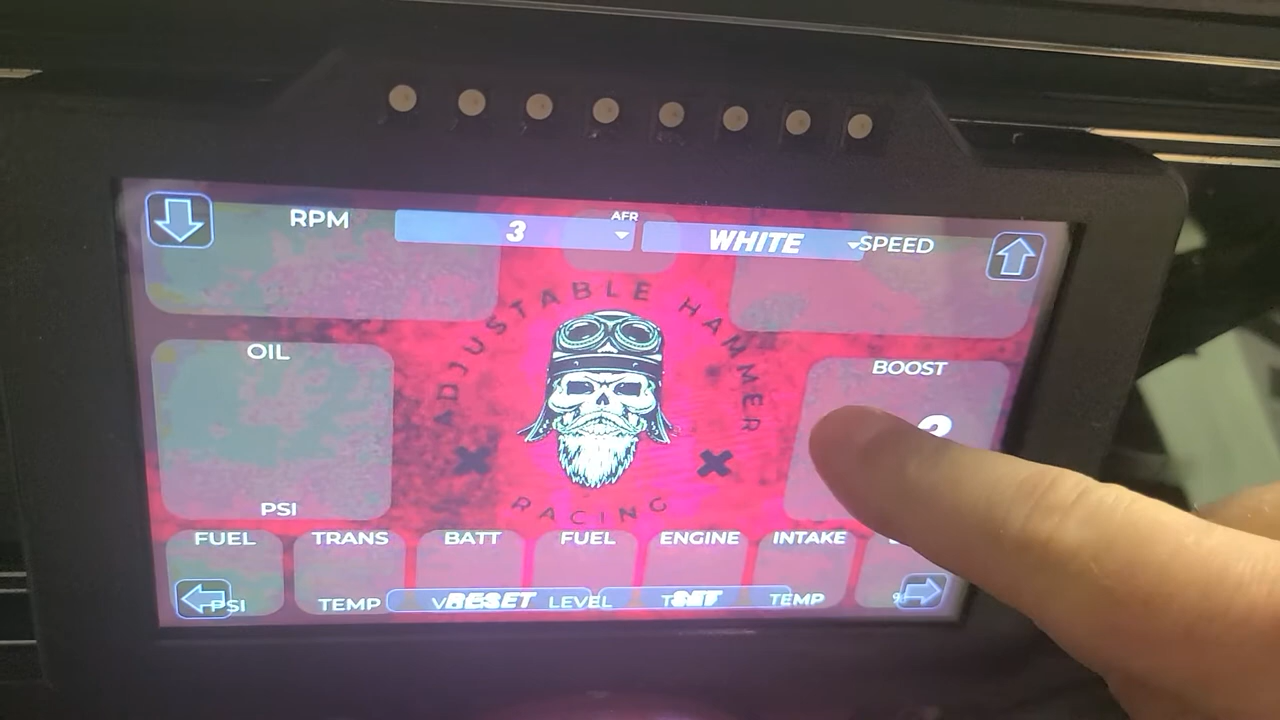 RPM
3
AFR
WHITE
SPEED
ADJUSTABLE HAMMER
RACING
OIL
PSI
BOOST
FUEL
TRANS
BATT
FUEL
ENGINE
INTAKE
PSI
TEMP
RESET
LEVEL
SET
TEMP